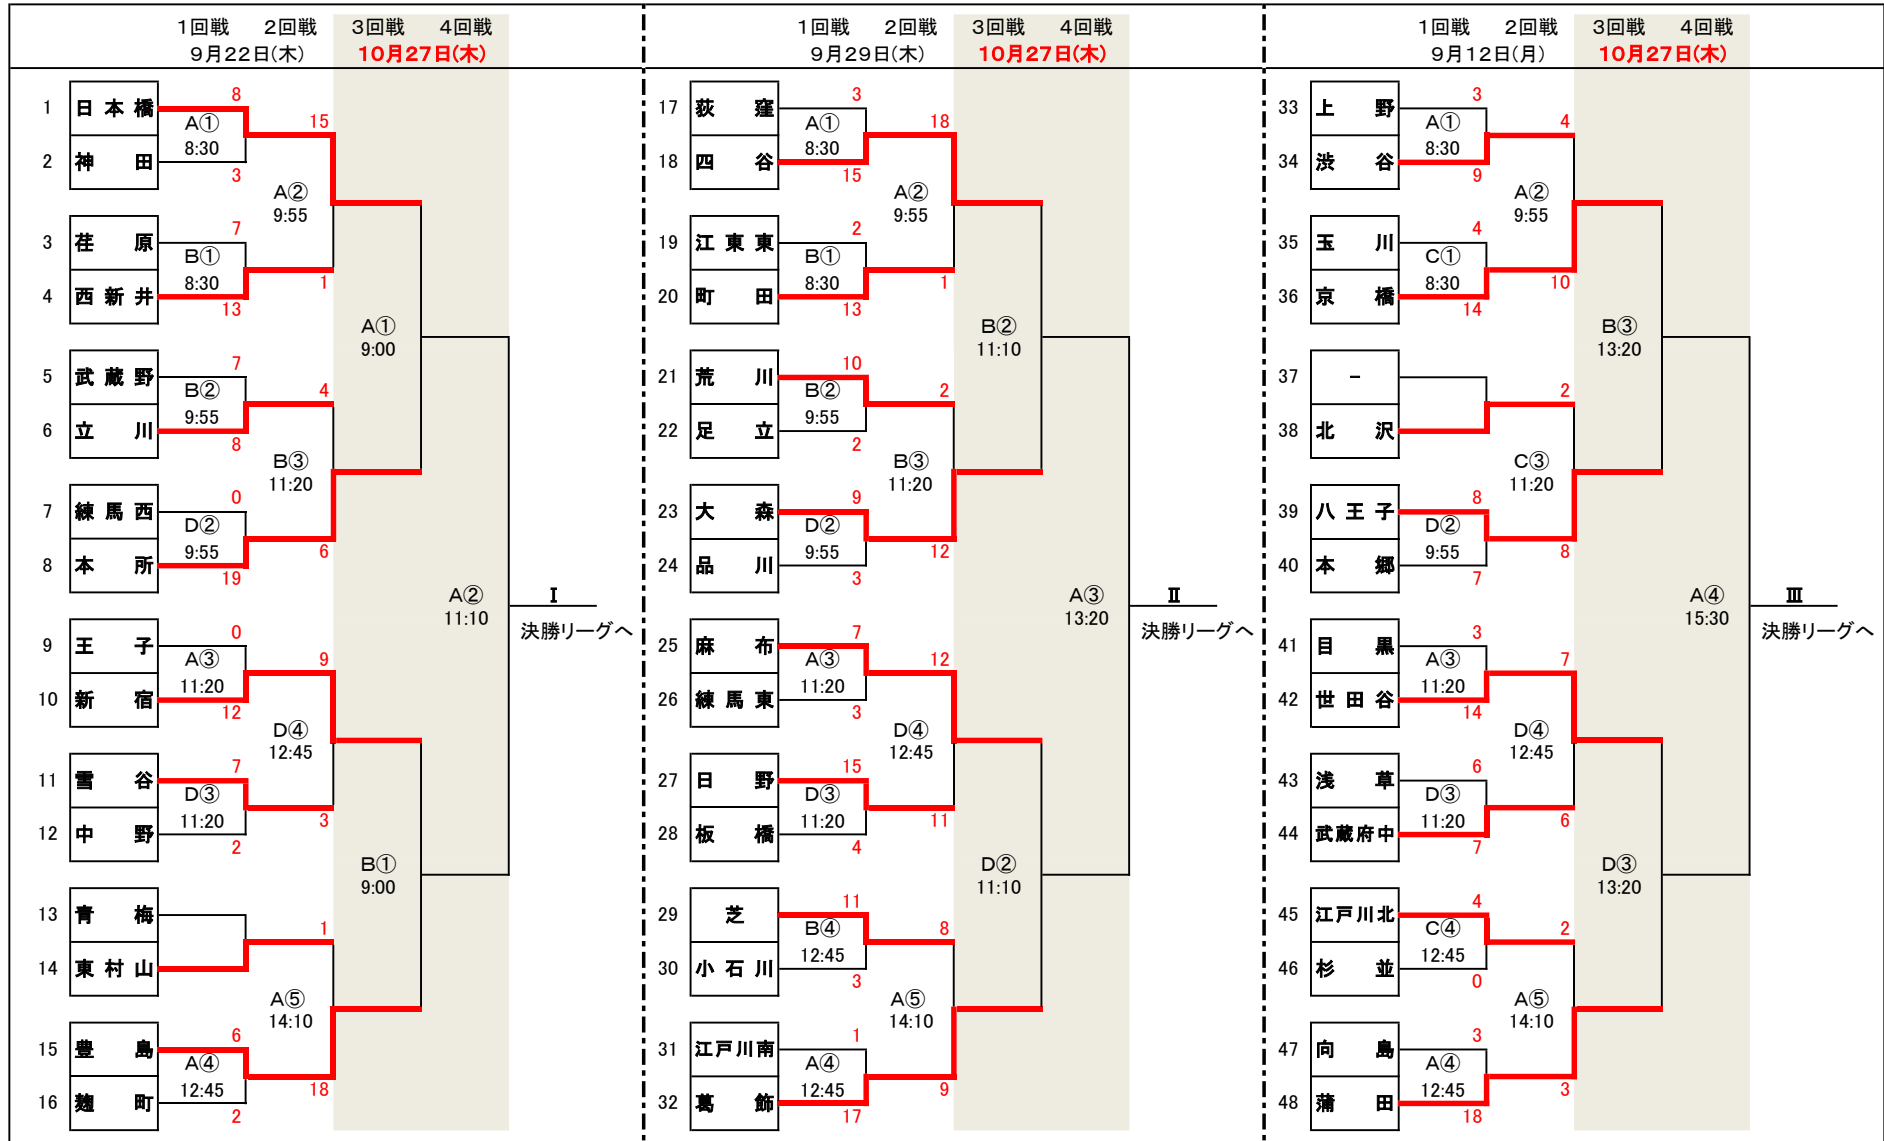 1回戦 2回戦 3回戦 4回戦
9月22日(木) 10月27日(木)
1 日本橋 8
A① 8:30
15
2 神田 3
A② 9:55
3 荏原 7
B① 8:30
1
4 西新井 13
A① 9:00
5 武蔵野 7
B② 9:55
4
6 立川 8
B③ 11:20
7 練馬西 0
D② 9:55
6
8 本所 19
A② 11:10
Ⅰ
決勝リーグへ
9 王子 0
A③ 11:20
9
10 新宿 12
D④ 12:45
11 雪谷 7
D③ 11:20
3
12 中野 2
B① 9:00
13 青梅
1
14 東村山
A⑤ 14:10
15 豊島 6
A④ 12:45
18
16 麹町 2
1回戦 2回戦 3回戦 4回戦
9月29日(木) 10月27日(木)
17 荻窪 3
A① 8:30
18
18 四谷 15
A② 9:55
19 江東東 2
B① 8:30
1
20 町田 13
B② 11:10
21 荒川 10
B② 9:55
2
22 足立 2
B③ 11:20
23 大森 9
D② 9:55
12
24 品川 3
A③ 13:20
Ⅱ
決勝リーグへ
25 麻布 7
A③ 11:20
12
26 練馬東 3
D④ 12:45
27 日野 15
D③ 11:20
11
28 板橋 4
D② 11:10
29 芝 11
B④ 12:45
8
30 小石川 3
A⑤ 14:10
31 江戸川南 1
A④ 12:45
9
32 葛飾 17
1回戦 2回戦 3回戦 4回戦
9月12日(月) 10月27日(木)
33 上野 3
A① 8:30
4
34 渋谷 9
A② 9:55
35 玉川 4
C① 8:30
10
36 京橋 14
B③ 13:20
37 －
2
38 北沢
C③ 11:20
39 八王子 8
D② 9:55
8
40 本郷 7
A④ 15:30
Ⅲ
決勝リーグへ
41 目黒 3
A③ 11:20
7
42 世田谷 14
D④ 12:45
43 浅草 6
D③ 11:20
6
44 武蔵府中 7
D③ 13:20
45 江戸川北 4
C④ 12:45
2
46 杉並 0
A⑤ 14:10
47 向島 3
A④ 12:45
3
48 蒲田 18